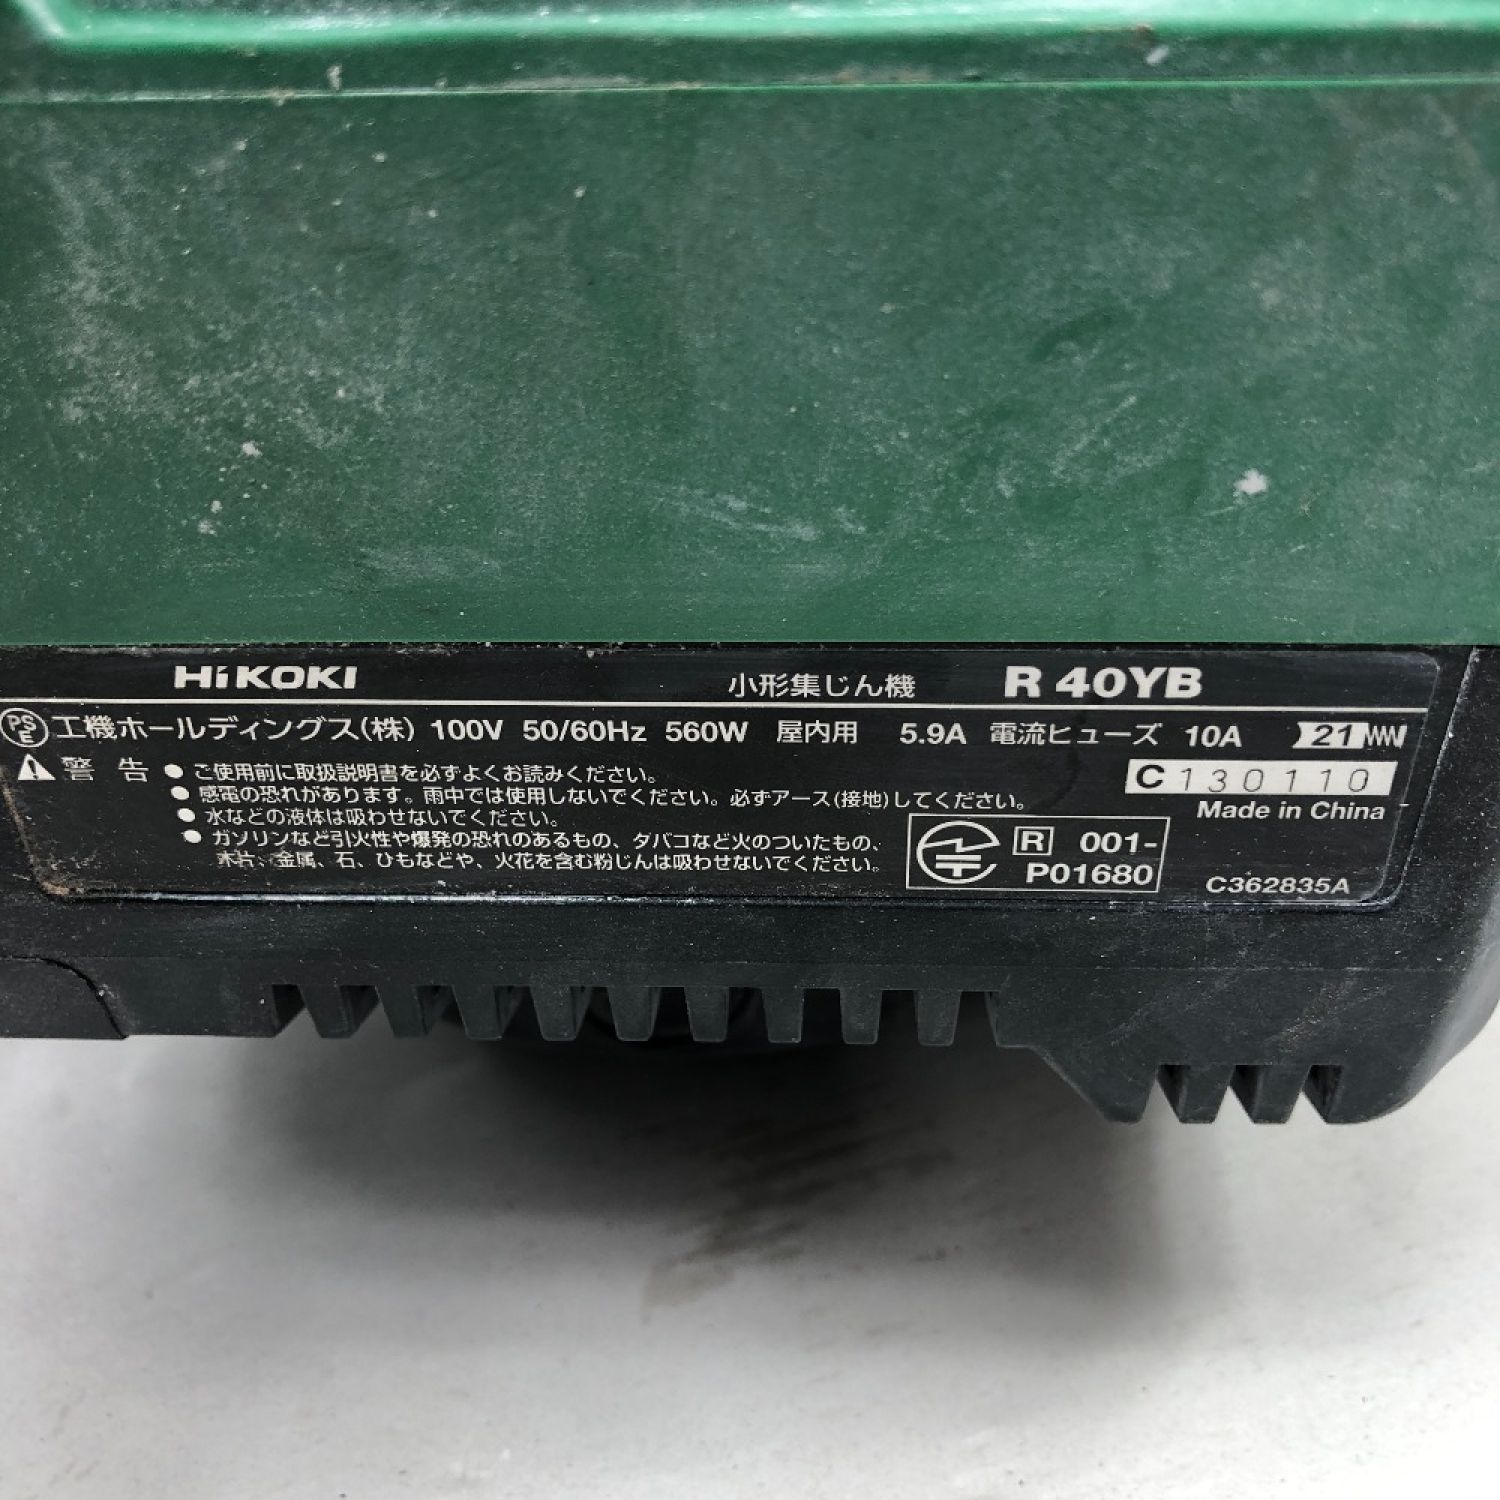 HiKOKI 小形集じん機 R 40YB
PSE 工機ホールディングス(株) 100V 50/60Hz 560W 屋内用 5.9A 電流ヒューズ 10A 21
警 告 ● ご使用前に取扱説明書を必ずよくお読みください。
C130110
● 感電の恐れがあります。雨中では使用しないでください。必ずアース(接地)してください。
Made in China
● 水などの液体は吸わせないでください。
● ガソリンなど引火性や爆発の恐れのあるもの、タバコなど火のついたもの、
木片、金属、石、ひもなどや、火花を含む粉じんは吸わせないでください。
R 001-
P01680
C362835A